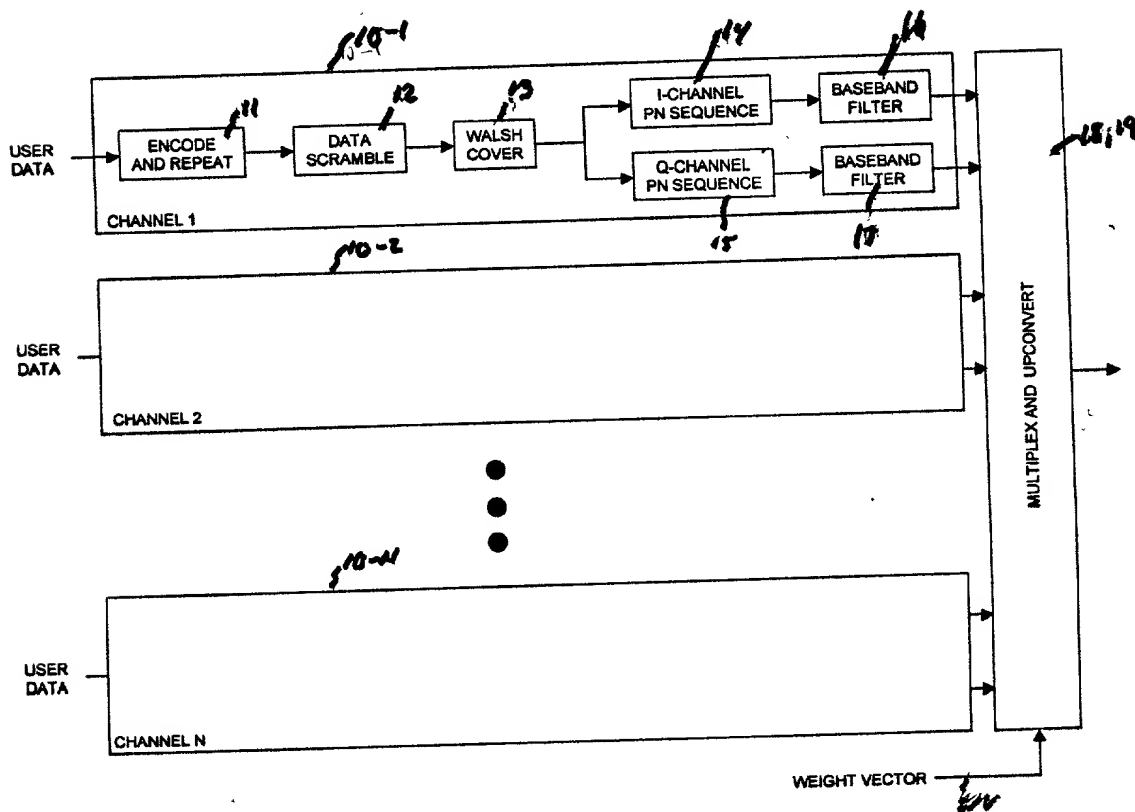 10-1
14
16
I-CHANNEL
PN SEQUENCE
BASEBAND
FILTER
11
12
13
18,19
USER
DATA
ENCODE
AND REPEAT
DATA
SCRAMBLE
WALSH
COVER
Q-CHANNEL
PN SEQUENCE
BASEBAND
FILTER
CHANNEL 1
15
10-2
USER
DATA
CHANNEL 2
MULTIPLEX AND UPCONVERT
USER
DATA
CHANNEL N
WEIGHT VECTOR